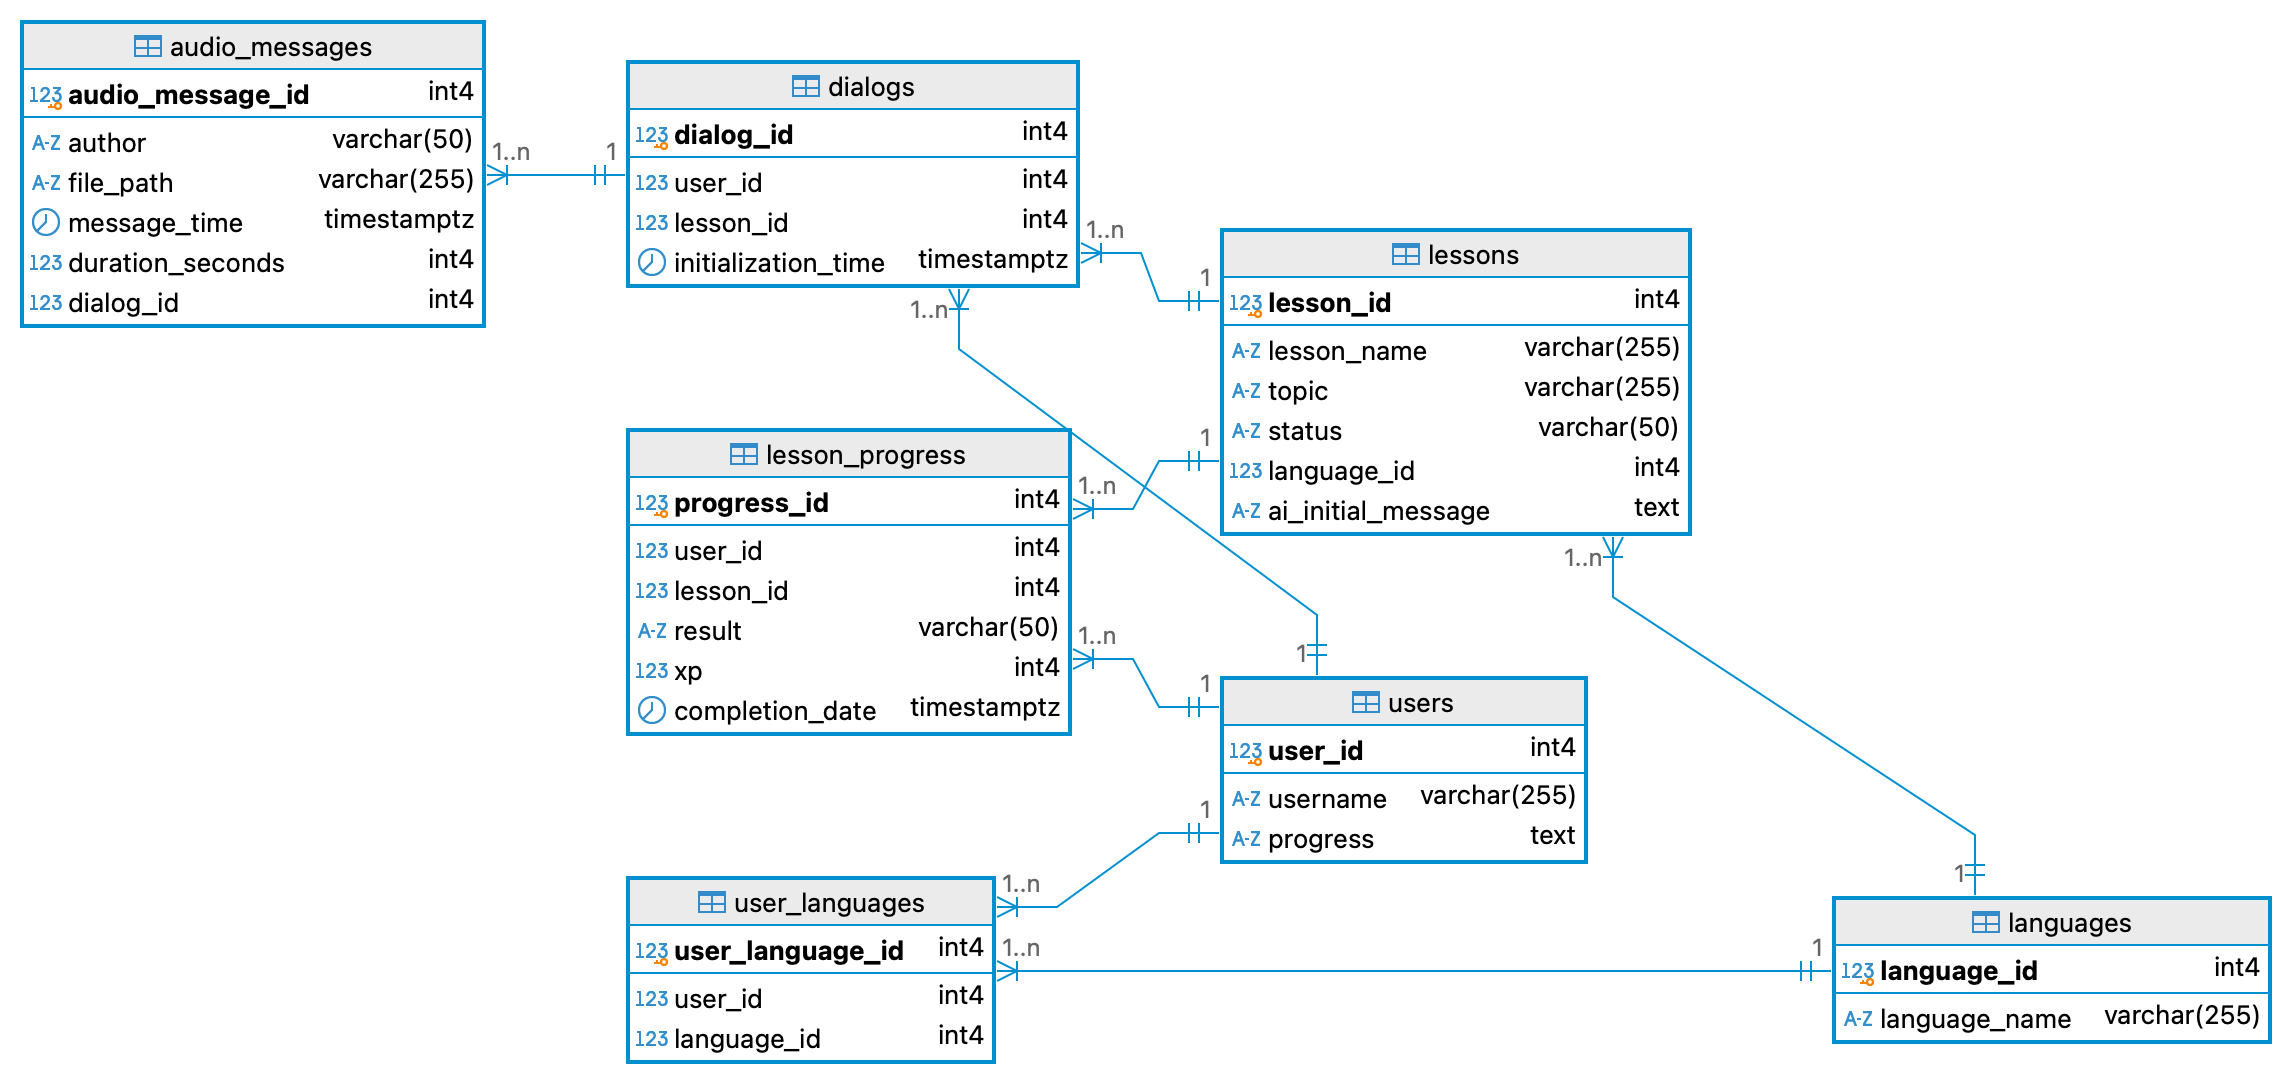 audio_messages
123 audio_message_id int4
A-Z author varchar(50)
A-Z file_path varchar(255)
message_time timestamptz
123 duration_seconds int4
123 dialog_id int4
1..n 1
dialogs
123 dialog_id int4
123 user_id int4
123 lesson_id int4
initialization_time timestamptz
1..n 1
1..n 1
lessons
123 lesson_id int4
A-Z lesson_name varchar(255)
A-Z topic varchar(255)
A-Z status varchar(50)
123 language_id int4
A-Z ai_initial_message text
lesson_progress
123 progress_id int4
123 user_id int4
123 lesson_id int4
A-Z result varchar(50)
123 xp int4
completion_date timestamptz
1..n 1
1..n 1
users
123 user_id int4
A-Z username varchar(255)
A-Z progress text
1..n 1
user_languages
123 user_language_id int4
123 user_id int4
123 language_id int4
1..n 1
1..n 1
languages
123 language_id int4
A-Z language_name varchar(255)